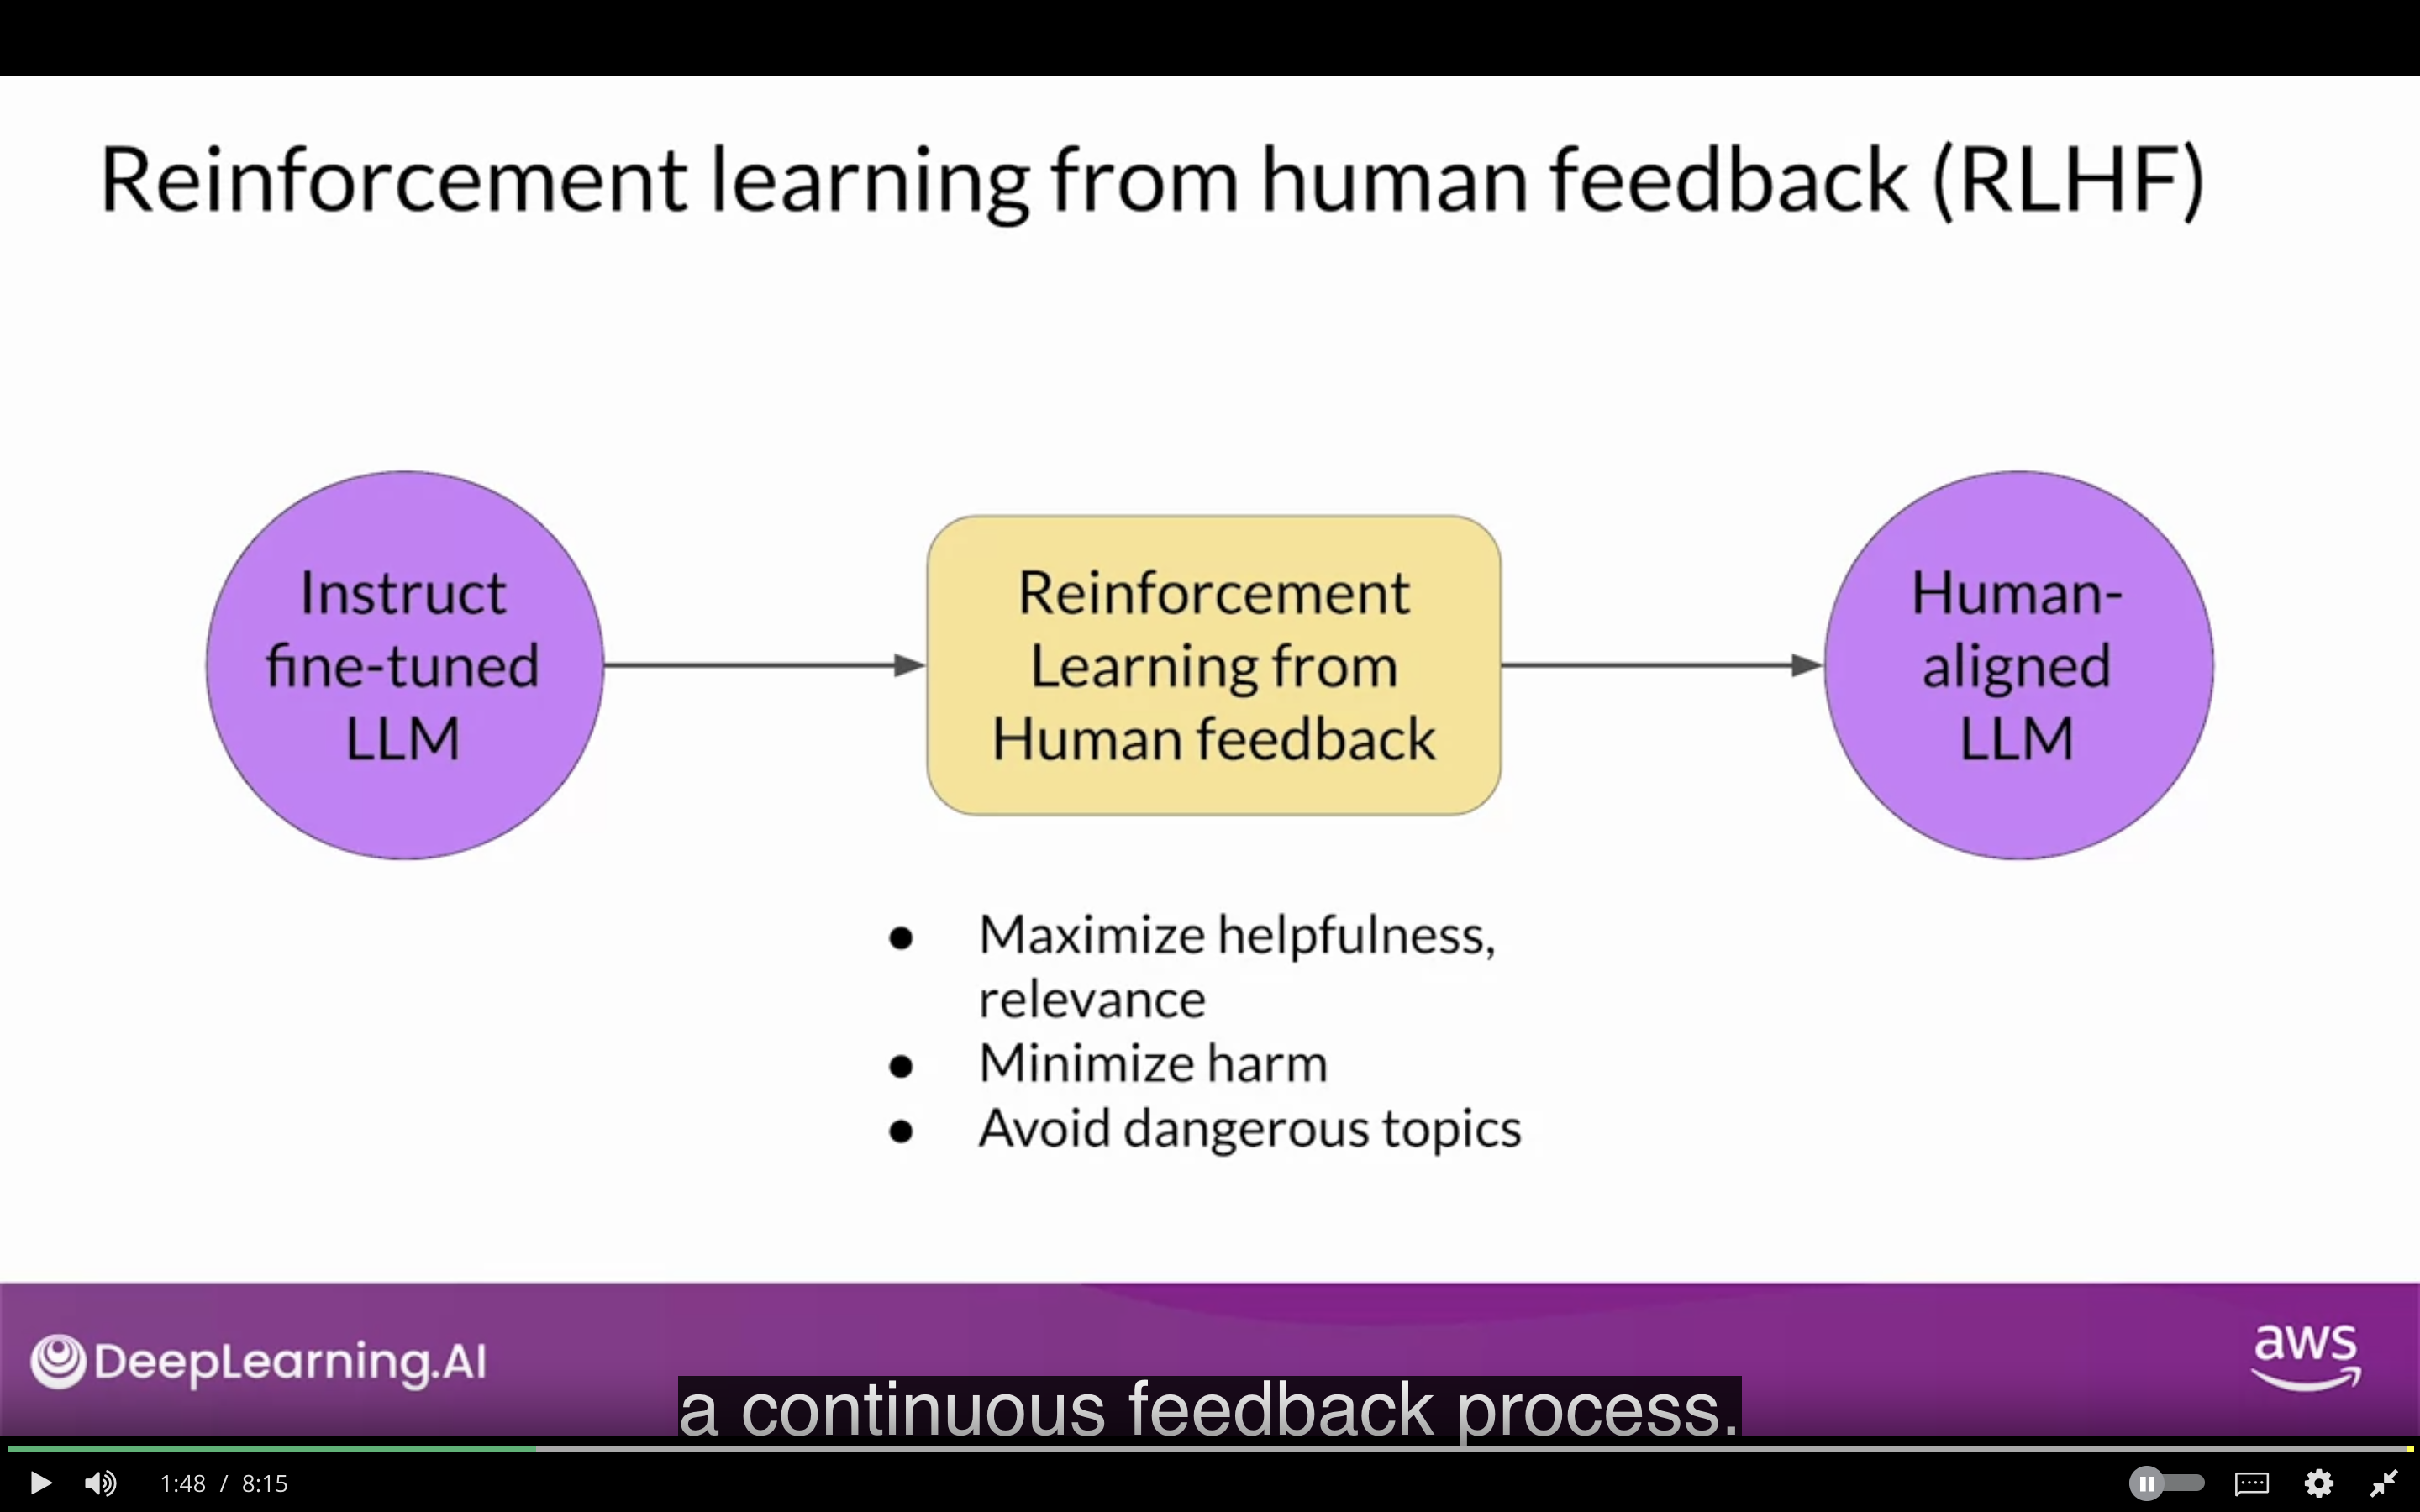 Reinforcement learning from human feedback (RLHF)
Instruct
fine-tuned
LLM
Reinforcement
Learning from
Human feedback
Human-
aligned
LLM
● Maximize helpfulness,
relevance
● Minimize harm
● Avoid dangerous topics
DeepLearning.AI
aws
a continuous feedback process.
1:48 / 8:15